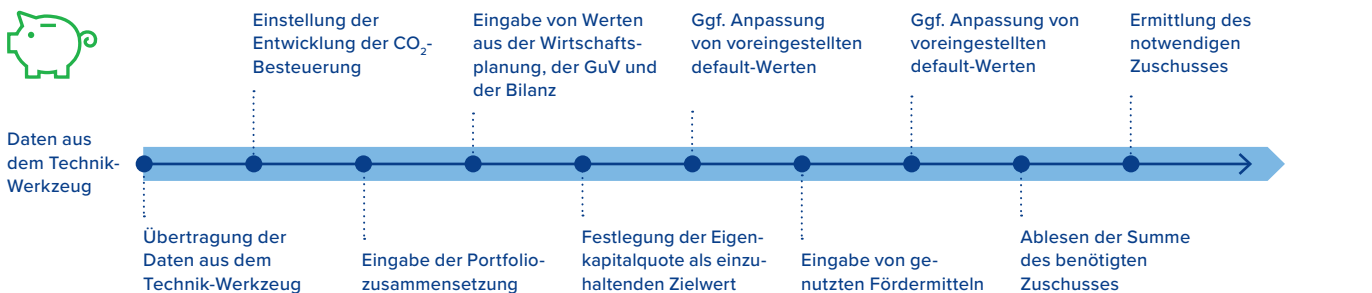 Daten aus
dem Technik-
Werkzeug
Übertragung der
Daten aus dem
Technik-Werkzeug
Einstellung der
Entwicklung der CO₂-
Besteuerung
Eingabe der Portfolio-
zusammensetzung
Eingabe von Werten
aus der Wirtschafts-
planung, der GuV und
der Bilanz
Festlegung der Eigen-
kapitalquote als einzu-
haltenden Zielwert
Ggf. Anpassung
von voreingestellten
default-Werten
Eingabe von ge-
nutzten Fördermitteln
Ggf. Anpassung von
voreingestellten
default-Werten
Ablesen der Summe
des benötigten
Zuschusses
Ermittlung des
notwendigen
Zuschusses